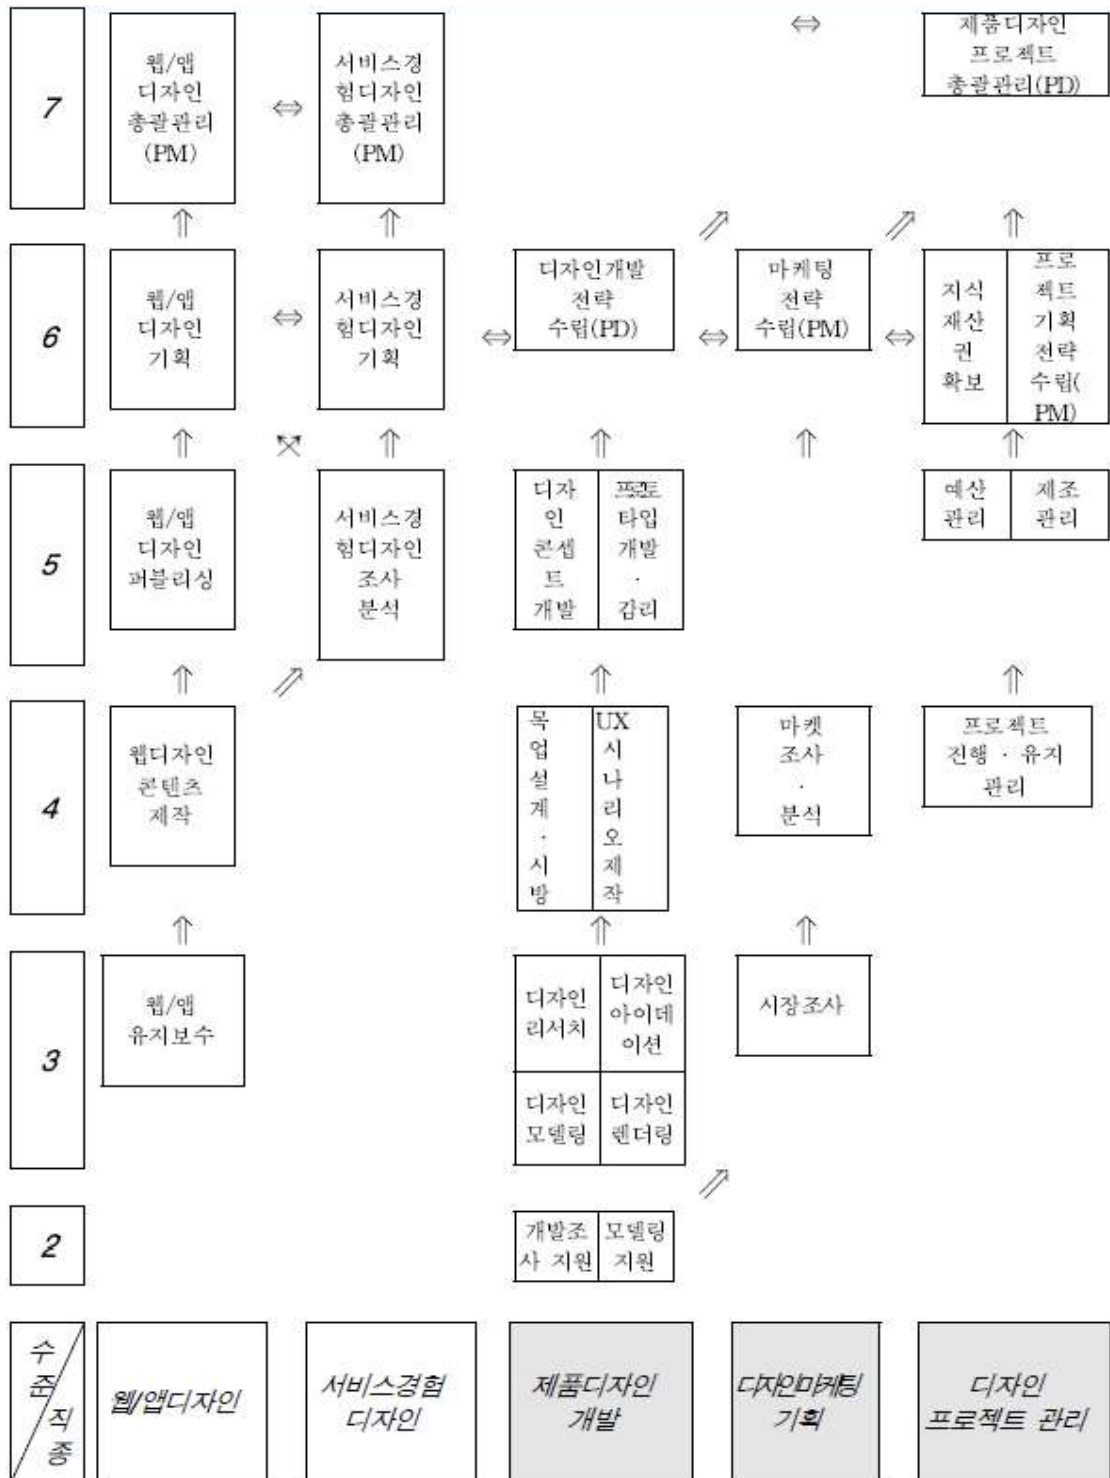 7
웹/앱
디자인
총괄관리
(PM)
⇔
서비스경
험디자인
총괄관리
(PM)
⇔
제품디자인
프로젝트
총괄관리(PD)
⇑
⇑
⇗
⇗
⇑
6
웹/앱
디자인
기획
⇔
서비스경
험디자인
기획
⇔
디자인개발
전략
수립(PD)
⇔
마케팅
전략
수립(PM)
⇔
지식
재산
권
확보
프로
젝트
기획
전략
수립(
PM)
⇑
⇑
⇑
⇑
⇑
5
웹/앱
디자인
퍼블리싱
서비스경
험디자인
조사
분석
디자
인
콘셉
트
개발
프로토
타입
개발
·
감리
예산
관리
제조
관리
⇑
⇗
⇑
⇑
4
웹디자인
콘텐츠
제작
목
업
설
계
·
시
방
UX
시
나
리
오
제
작
마켓
조사
·
분석
프로젝트
진행 · 유지
관리
⇑
⇑
⇑
3
웹/앱
유지보수
디자인
리서치
디자인
아이데
이션
디자인
모델링
디자인
렌더링
시장조사
⇗
2
개발조
사 지원
모델링
지원
수
준
직
종
웹/앱디자인
서비스경험
디자인
제품디자인
개발
디자인마케팅
기획
디자인
프로젝트 관리